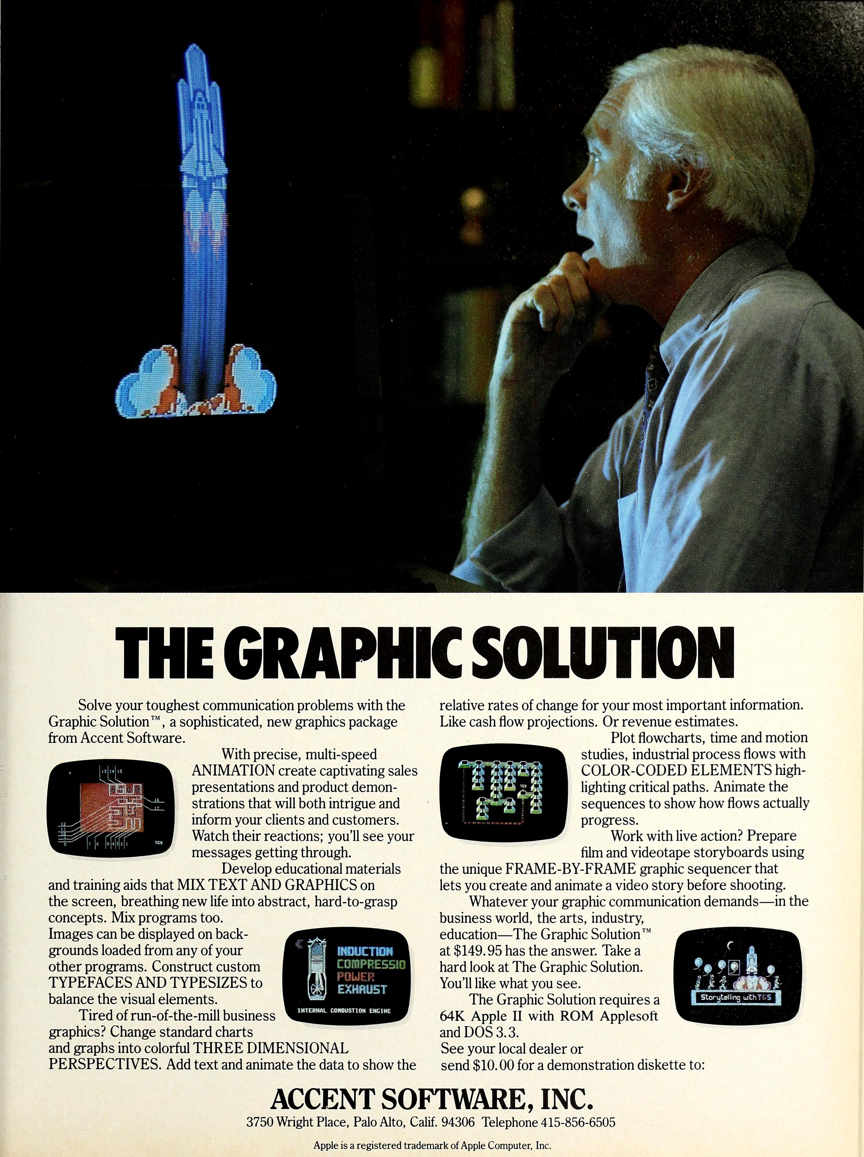 THE GRAPHIC SOLUTION
Solve your toughest communication problems with the
Graphic Solution™, a sophisticated, new graphics package
from Accent Software.
With precise, multi-speed
ANIMATION create captivating sales
presentations and product demon-
strations that will both intrigue and
inform your clients and customers.
Watch their reactions; you'll see your
messages getting through.
Develop educational materials
and training aids that MIX TEXT AND GRAPHICS on
the screen, breathing new life into abstract, hard-to-grasp
concepts. Mix programs too.
Images can be displayed on back-
grounds loaded from any of your
other programs. Construct custom
TYPEFACES AND TYPESIZES to
balance the visual elements.
Tired of run-of-the-mill business
graphics? Change standard charts
and graphs into colorful THREE DIMENSIONAL
PERSPECTIVES. Add text and animate the data to show the
13 14 15
16
17
TGS
INDUCTION
COMPRESSIO
POWER
EXHAUST
INTERNAL COMBUSTION ENGINE
relative rates of change for your most important information.
Like cash flow projections. Or revenue estimates.
Plot flowcharts, time and motion
studies, industrial process flows with
COLOR-CODED ELEMENTS high-
lighting critical paths. Animate the
sequences to show how flows actually
progress.
Work with live action? Prepare
film and videotape storyboards using
the unique FRAME-BY-FRAME graphic sequencer that
lets you create and animate a video story before shooting.
Whatever your graphic communication demands—in the
business world, the arts, industry,
education—The Graphic Solution™
at $149.95 has the answer. Take a
hard look at The Graphic Solution.
You'll like what you see.
The Graphic Solution requires a
64K Apple II with ROM Applesoft
and DOS 3.3.
See your local dealer or
send $10.00 for a demonstration diskette to:
Storytelling with TGS
ACCENT SOFTWARE, INC.
3750 Wright Place, Palo Alto, Calif. 94306 Telephone 415-856-6505
Apple is a registered trademark of Apple Computer, Inc.